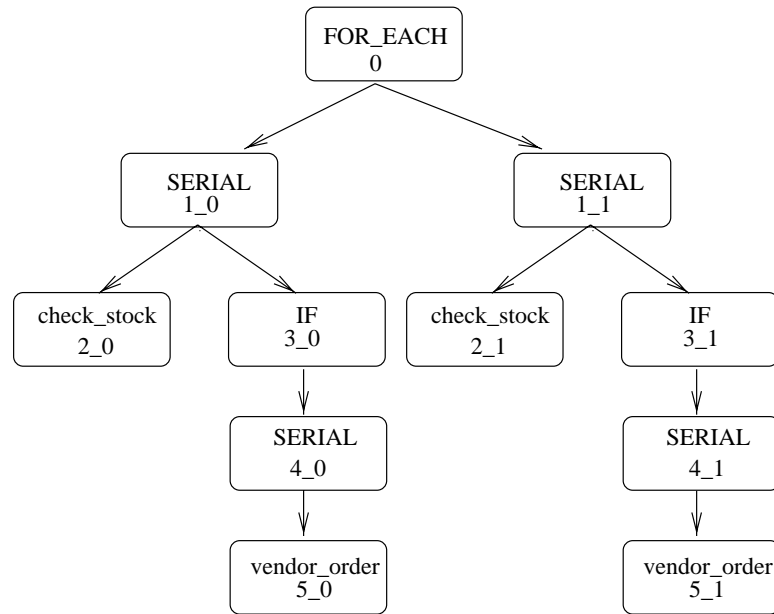 FOR_EACH
0
SERIAL
1_0
SERIAL
1_1
check_stock
2_0
IF
3_0
check_stock
2_1
IF
3_1
SERIAL
4_0
SERIAL
4_1
vendor_order
5_0
vendor_order
5_1